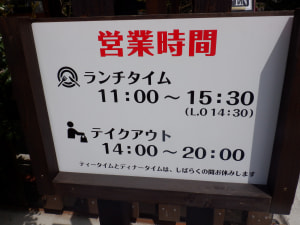 営業時間
ランチタイム
11:00～15:30
(L.O 14:30)
テイクアウト
14:00～20:00
ティータイムとディナータイムは、しばらくの間お休みします